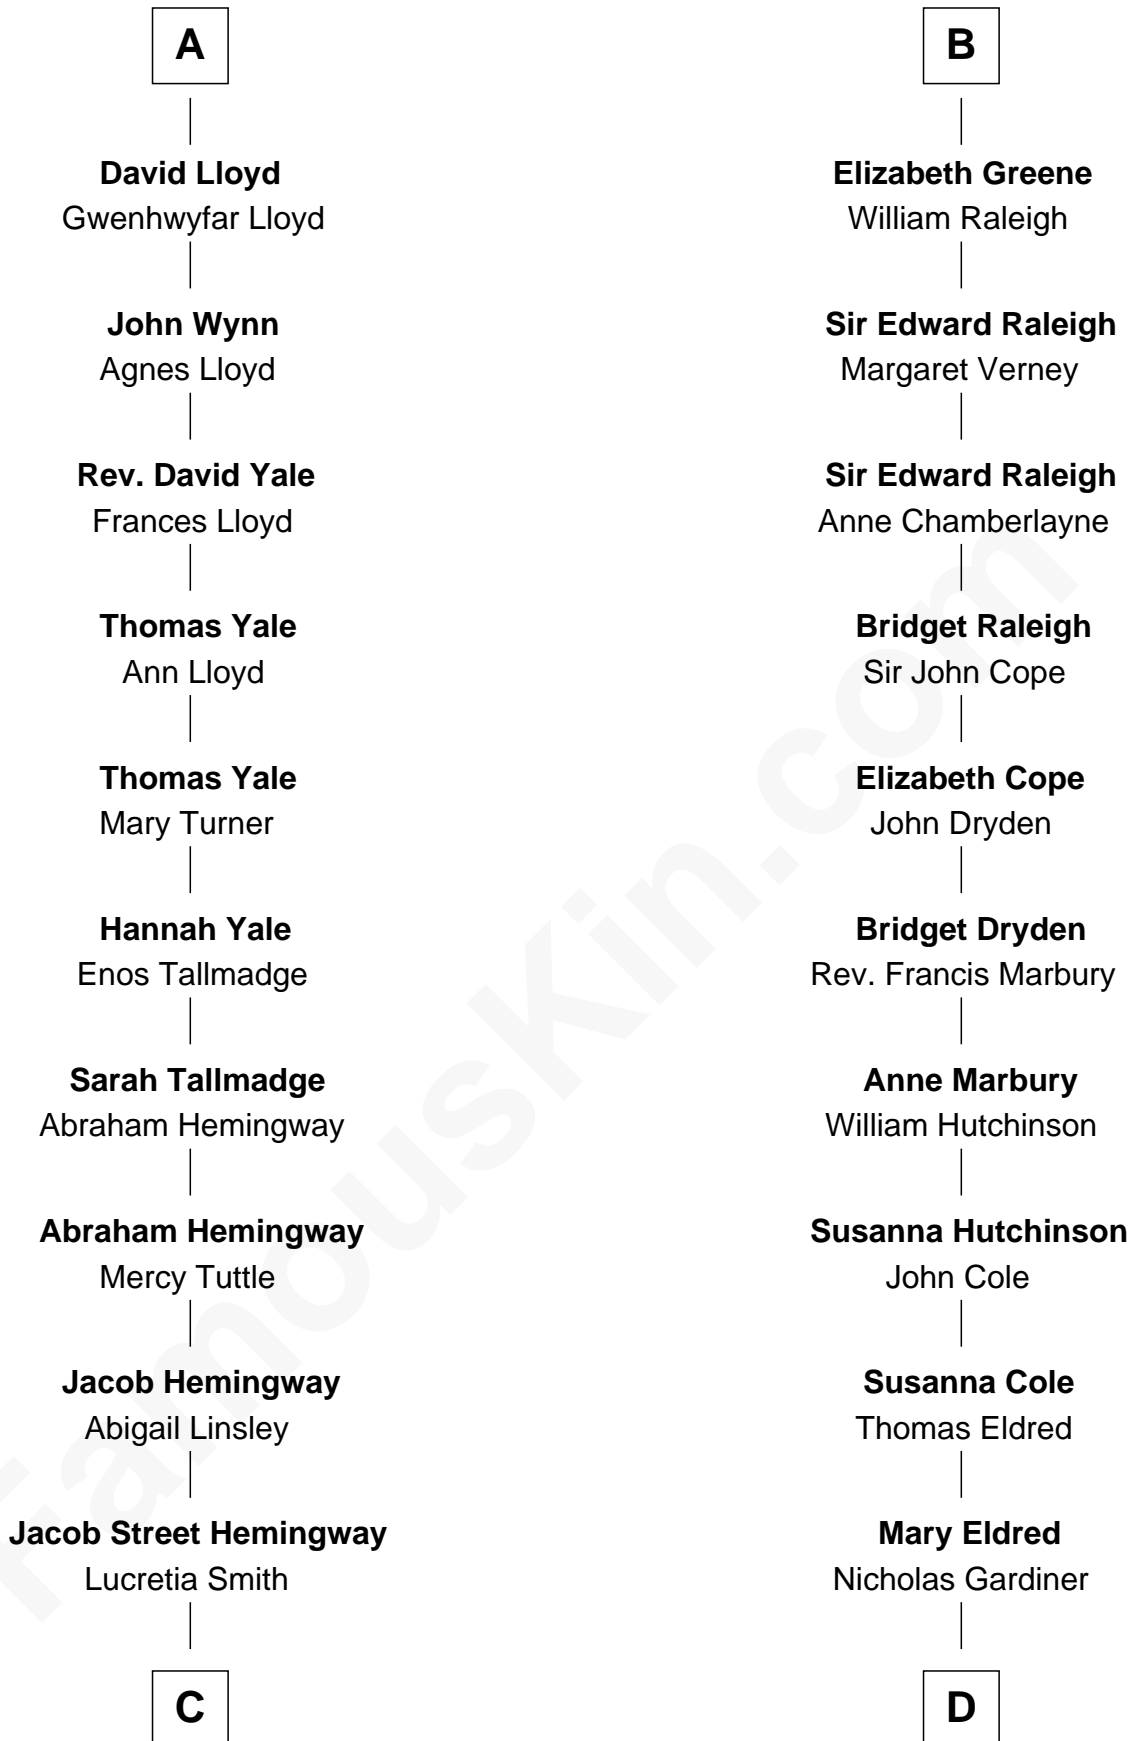 A
David Lloyd
Gwenhwyfar Lloyd
John Wynn
Agnes Lloyd
Rev. David Yale
Frances Lloyd
Thomas Yale
Ann Lloyd
Thomas Yale
Mary Turner
Hannah Yale
Enos Tallmadge
Sarah Tallmadge
Abraham Hemingway
Abraham Hemingway
Mercy Tuttle
Jacob Hemingway
Abigail Linsley
Jacob Street Hemingway
Lucretia Smith
C
B
Elizabeth Greene
William Raleigh
Sir Edward Raleigh
Margaret Verney
Sir Edward Raleigh
Anne Chamberlayne
Bridget Raleigh
Sir John Cope
Elizabeth Cope
John Dryden
Bridget Dryden
Rev. Francis Marbury
Anne Marbury
William Hutchinson
Susanna Hutchinson
John Cole
Susanna Cole
Thomas Eldred
Mary Eldred
Nicholas Gardiner
D
FamousKin.com